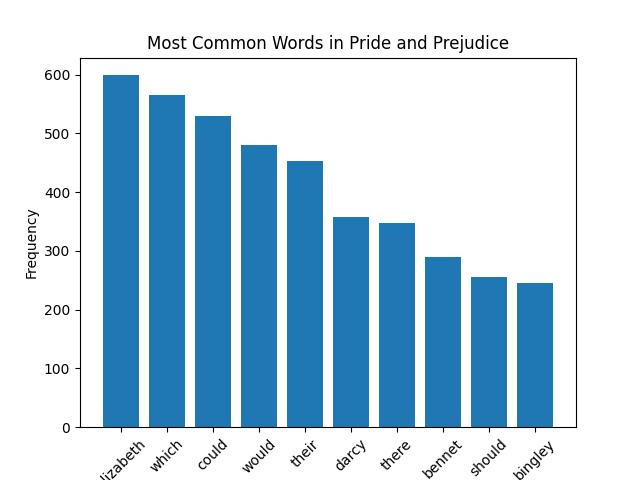 Most Common Words in Pride and Prejudice
600
500
400
300
200
100
0
Frequency
lizabeth
which
could
would
their
darcy
there
bennet
should
bingley